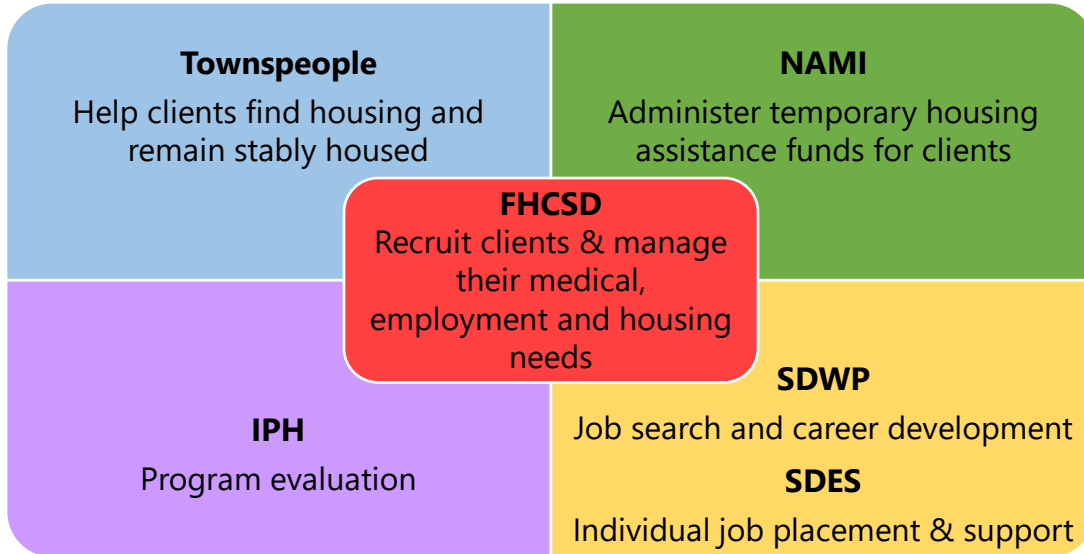 Townspeople
Help clients find housing and
remain stably housed
NAMI
Administer temporary housing
assistance funds for clients
FHCSD
Recruit clients & manage
their medical,
employment and housing
needs
IPH
Program evaluation
SDWP
Job search and career development
SDES
Individual job placement & support